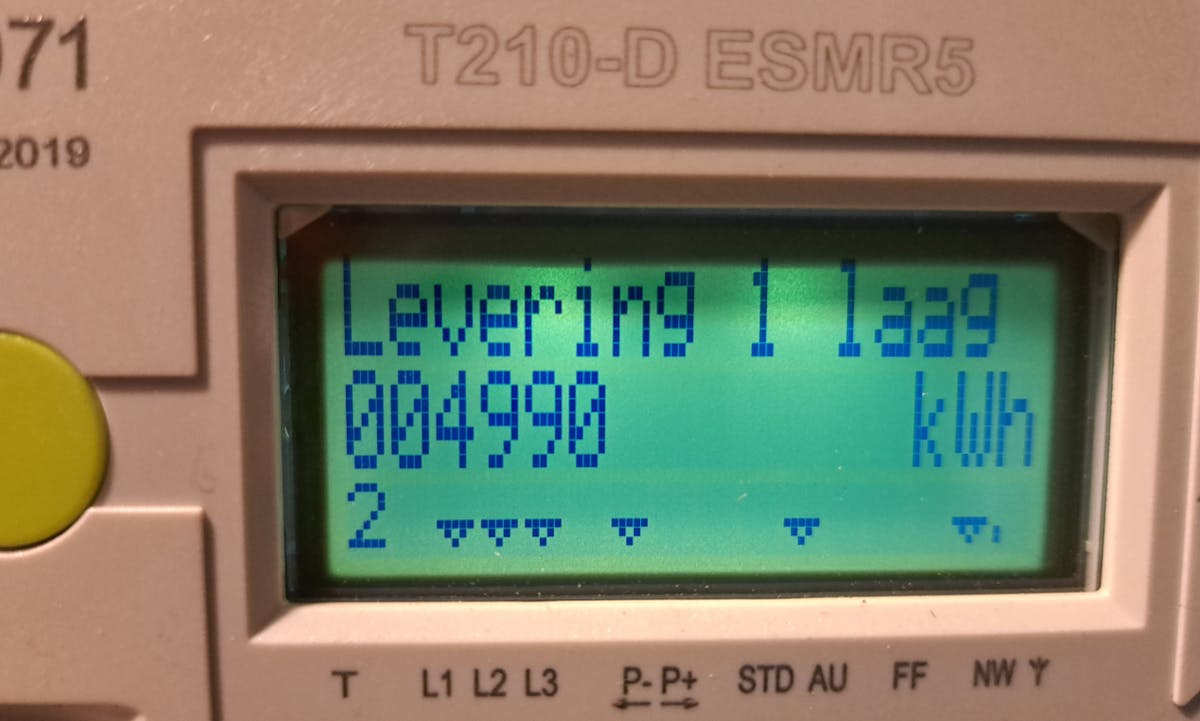 071
T210-D ESMR5
2019
Levering 1 laag
004990 kWh
2
T L1 L2 L3 P- P+ STD AU FF NW